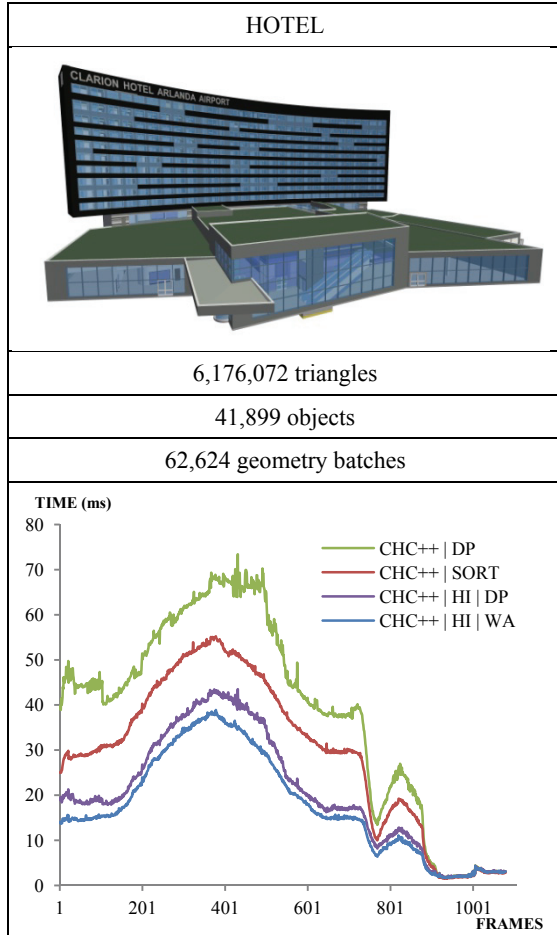 HOTEL
CLARION HOTEL ARLANDA AIRPORT
6,176,072 triangles
41,899 objects
62,624 geometry batches
TIME (ms)
80
70
60
50
40
30
20
10
0
CHC++ | DP
CHC++ | SORT
CHC++ | HI | DP
CHC++ | HI | WA
1 201 401 601 801 1001
FRAMES